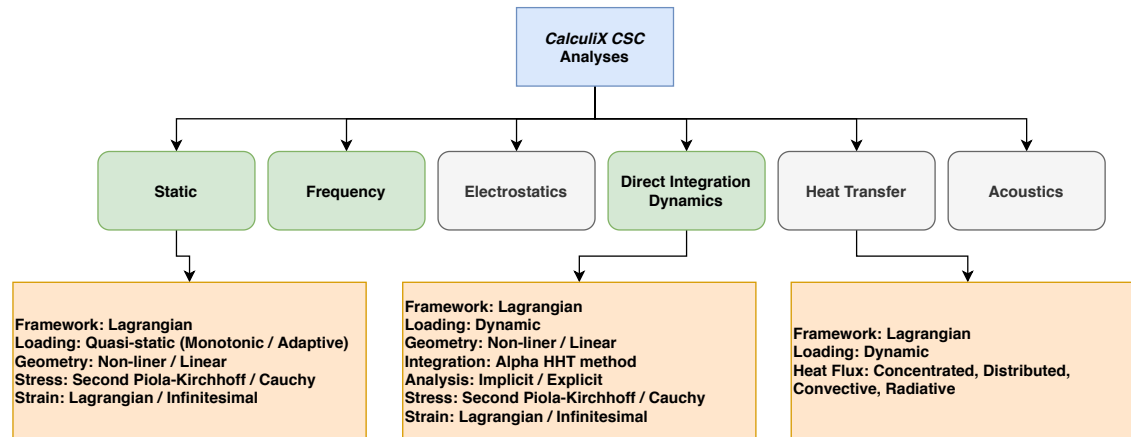 CalculiX CSC
Analyses
Static
Frequency
Electrostatics
Direct Integration
Dynamics
Heat Transfer
Acoustics
Framework: Lagrangian
Loading: Quasi-static (Monotonic / Adaptive)
Geometry: Non-liner / Linear
Stress: Second Piola-Kirchhoff / Cauchy
Strain: Lagrangian / Infinitesimal
Framework: Lagrangian
Loading: Dynamic
Geometry: Non-liner / Linear
Integration: Alpha HHT method
Analysis: Implicit / Explicit
Stress: Second Piola-Kirchhoff / Cauchy
Strain: Lagrangian / Infinitesimal
Framework: Lagrangian
Loading: Dynamic
Heat Flux: Concentrated, Distributed,
Convective, Radiative